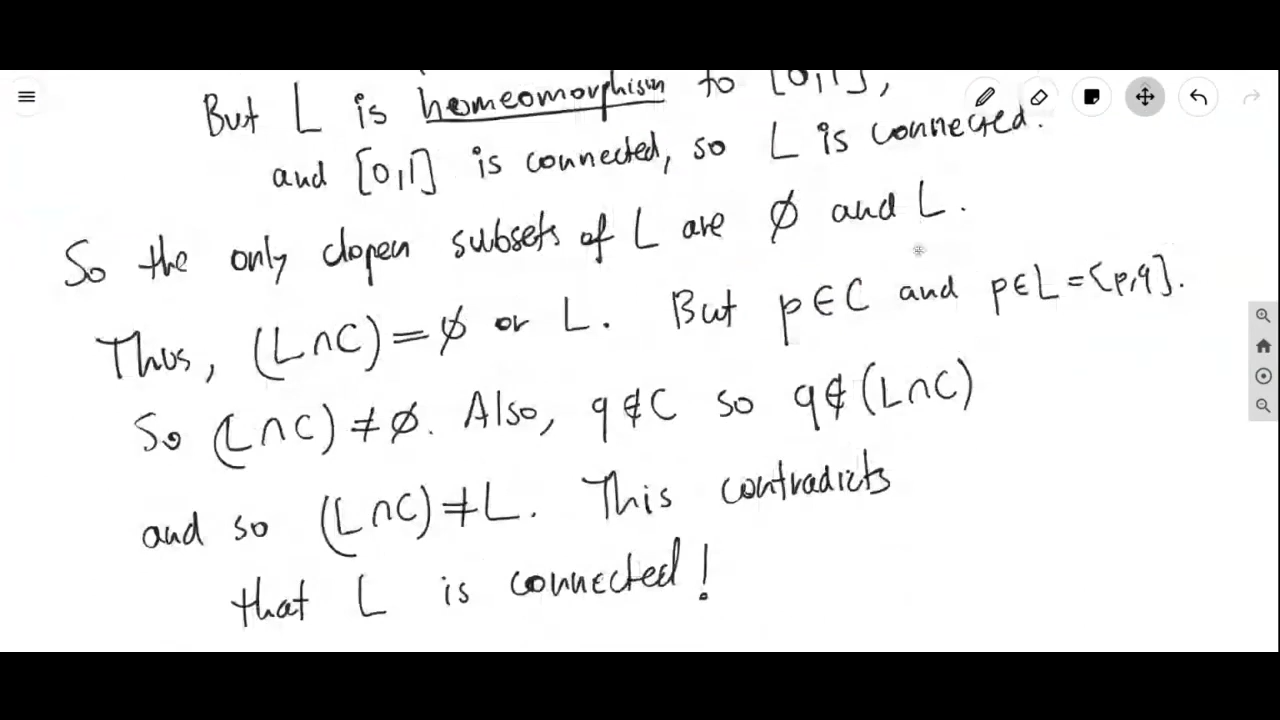 But L is homeomorphism to [0,1],
and [0,1] is connected, so L is connected.
So the only clopen subsets of L are ∅ and L.
Thus, (L∩C)=∅ or L. But p∈C and p∈L={p,q].
So (L∩C)≠∅. Also, q∉C so q∉(L∩C)
and so (L∩C)≠L. This contradicts
that L is connected!